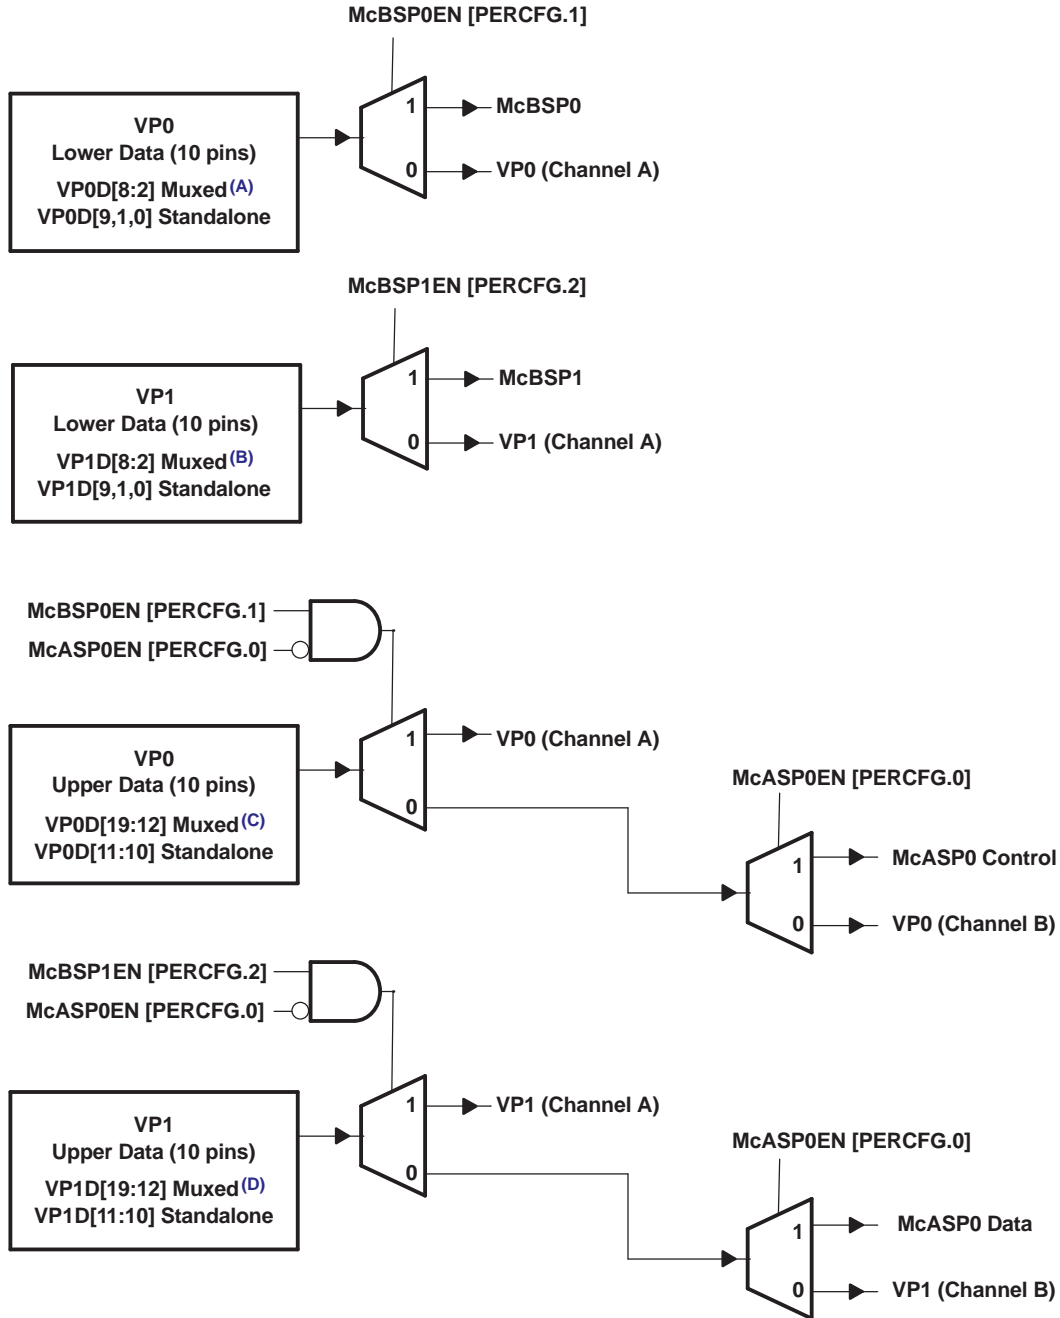 McBSP0EN [PERCFG.1]
VP0
Lower Data (10 pins)
VP0D[8:2] Muxed (A)
VP0D[9,1,0] Standalone
1
McBSP0
0
VP0 (Channel A)
McBSP1EN [PERCFG.2]
VP1
Lower Data (10 pins)
VP1D[8:2] Muxed (B)
VP1D[9,1,0] Standalone
1
McBSP1
0
VP1 (Channel A)
McBSP0EN [PERCFG.1]
McASP0EN [PERCFG.0]
VP0
Upper Data (10 pins)
VP0D[19:12] Muxed (C)
VP0D[11:10] Standalone
1
VP0 (Channel A)
0
McASP0EN [PERCFG.0]
1
McASP0 Control
0
VP0 (Channel B)
McBSP1EN [PERCFG.2]
McASP0EN [PERCFG.0]
VP1
Upper Data (10 pins)
VP1D[19:12] Muxed (D)
VP1D[11:10] Standalone
1
VP1 (Channel A)
0
McASP0EN [PERCFG.0]
1
McASP0 Data
0
VP1 (Channel B)